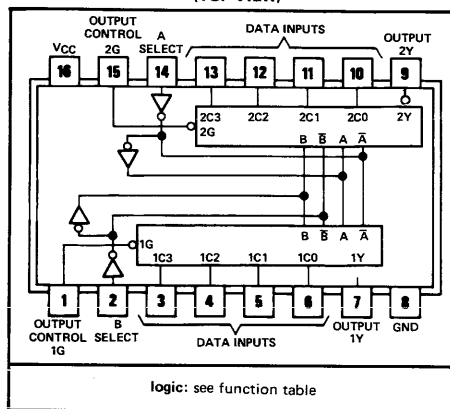 OUTPUT CONTROL 2G
A SELECT
DATA INPUTS
OUTPUT 2Y
VCC
16 15 14 13 12 11 10 9
2C3 2C2 2C1 2C0 2Y
2G
B B̅ A A̅
B B̅ A A̅
1G
1C3 1C2 1C1 1C0 1Y
1 2 3 4 5 6 7 8
OUTPUT CONTROL 1G
B SELECT
DATA INPUTS
OUTPUT 1Y
GND
logic: see function table